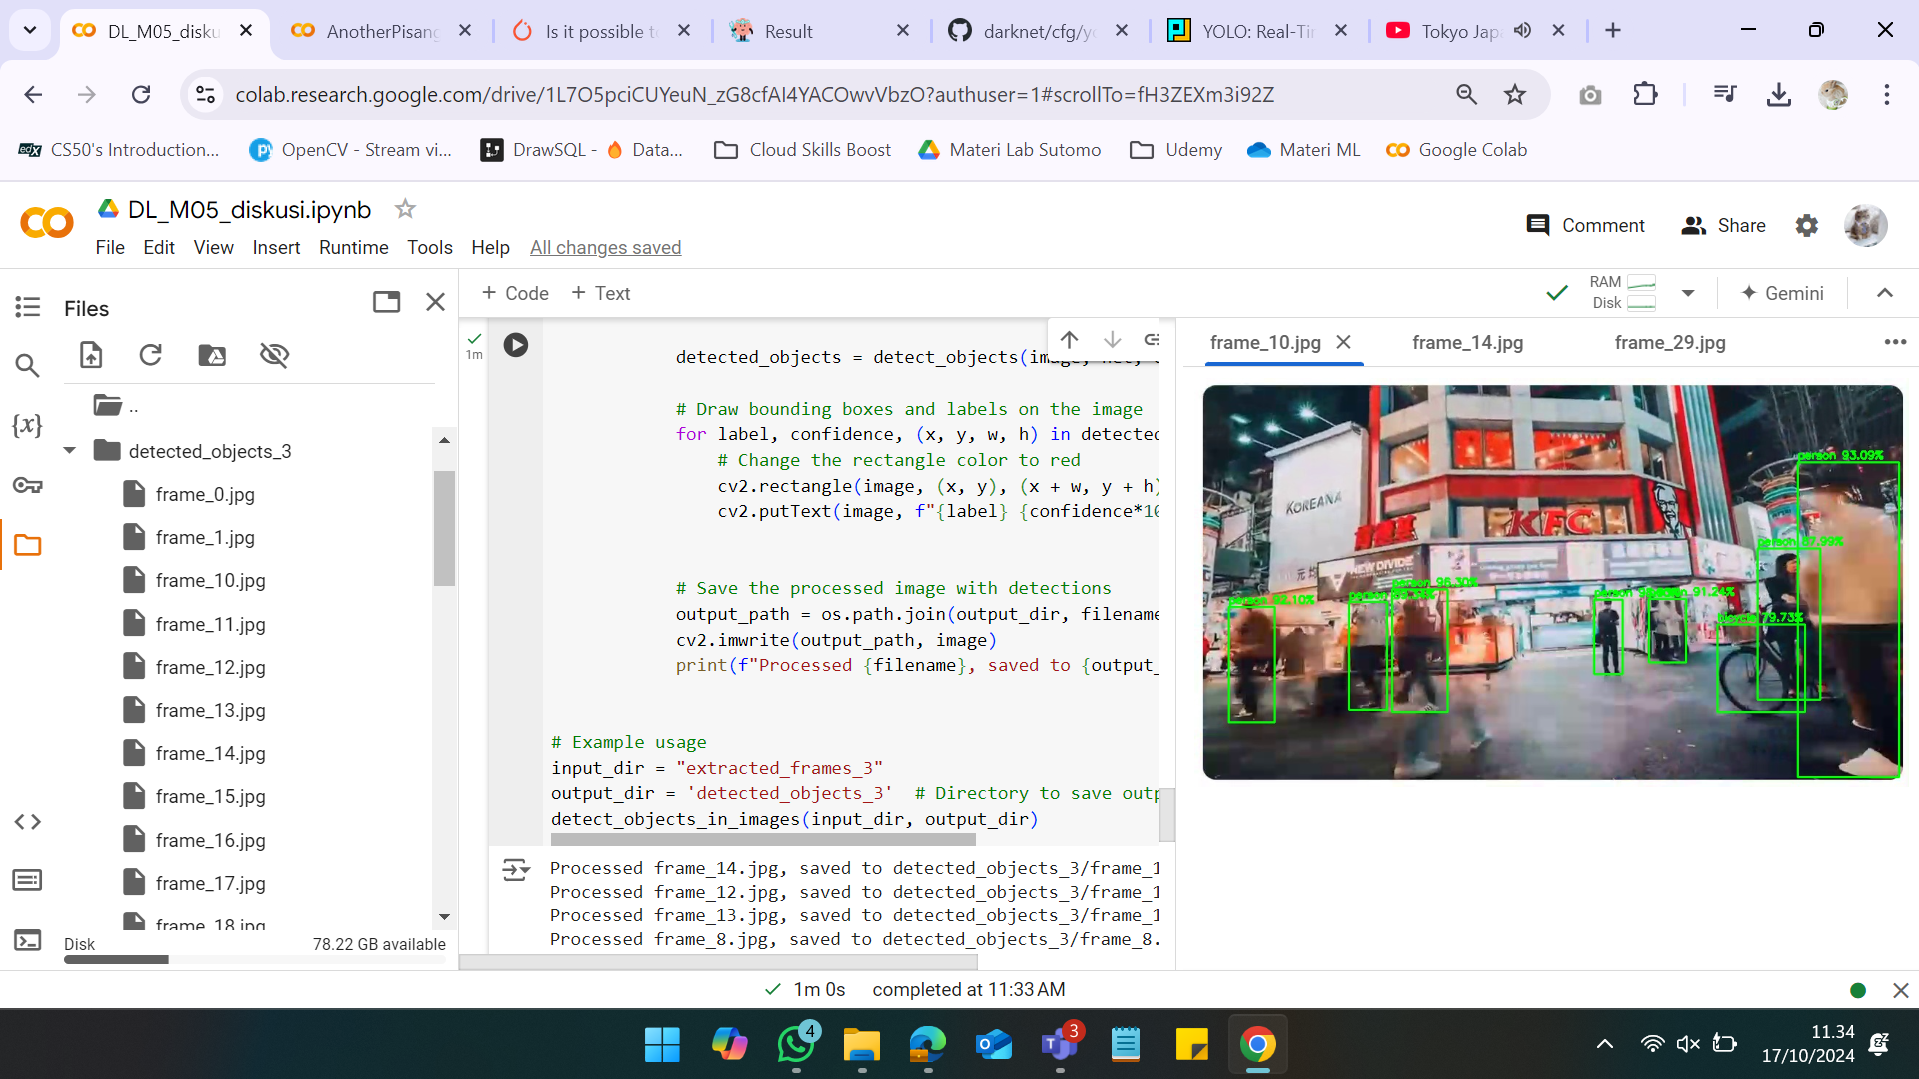 DL_M05_disku
AnotherPisang
Is it possible t
Result
darknet/cfg/y
YOLO: Real-Ti
Tokyo Japa
colab.research.google.com/drive/1L7O5pciCUYeuN_zG8cfAI4YACOwvVbzO?authuser=1#scrollTo=fH3ZEXm3i92Z
edX CS50's Introduction...
OpenCV - Stream vi...
DrawSQL - 🔥 Data...
Cloud Skills Boost
Materi Lab Sutomo
Udemy
Materi ML
Google Colab
DL_M05_diskusi.ipynb
File Edit View Insert Runtime Tools Help All changes saved
Comment
Share
Files
+ Code + Text
RAM
Disk
Gemini
..
detected_objects_3
frame_0.jpg
frame_1.jpg
frame_10.jpg
frame_11.jpg
frame_12.jpg
frame_13.jpg
frame_14.jpg
frame_15.jpg
frame_16.jpg
frame_17.jpg
frame_18.jpg
Disk 78.22 GB available
{x}
1m
detected_objects = detect_objects(image, net,
# Draw bounding boxes and labels on the image
for label, confidence, (x, y, w, h) in detected
# Change the rectangle color to red
cv2.rectangle(image, (x, y), (x + w, y + h)
cv2.putText(image, f"{label} {confidence*10
# Save the processed image with detections
output_path = os.path.join(output_dir, filename
cv2.imwrite(output_path, image)
print(f"Processed {filename}, saved to {output_
# Example usage
input_dir = "extracted_frames_3"
output_dir = 'detected_objects_3' # Directory to save outp
detect_objects_in_images(input_dir, output_dir)
Processed frame_14.jpg, saved to detected_objects_3/frame_1
Processed frame_12.jpg, saved to detected_objects_3/frame_1
Processed frame_13.jpg, saved to detected_objects_3/frame_1
Processed frame_8.jpg, saved to detected_objects_3/frame_8.
frame_10.jpg
frame_14.jpg
frame_29.jpg
person 93.09%
KOREANA
KFC
NEW DIVIDE
person 92.10%
person 96.30%
91.24%
1m 0s completed at 11:33 AM
4
3
11.34
17/10/2024